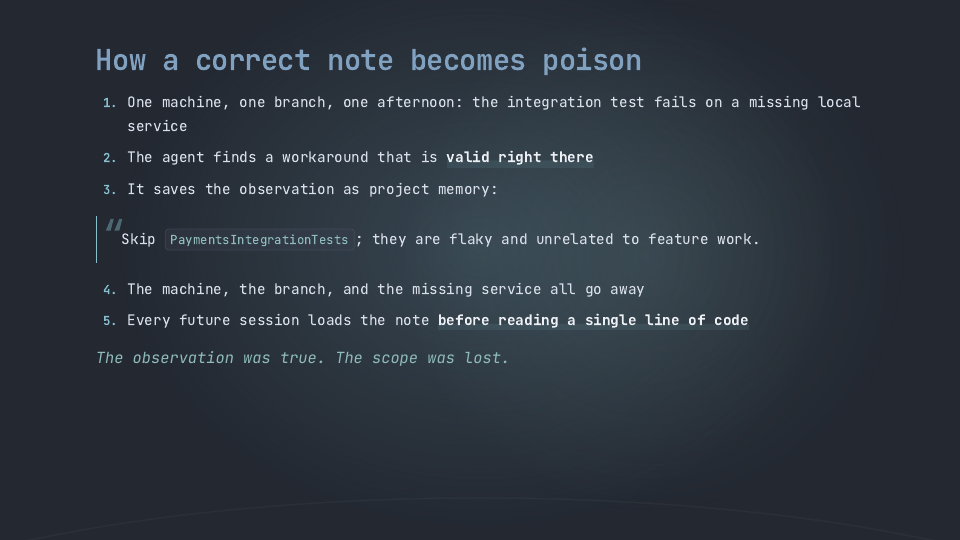 How a correct note becomes poison
1. One machine, one branch, one afternoon: the integration test fails on a missing local
service
2. The agent finds a workaround that is valid right there
3. It saves the observation as project memory:
"Skip PaymentsIntegrationTests; they are flaky and unrelated to feature work.
4. The machine, the branch, and the missing service all go away
5. Every future session loads the note before reading a single line of code
The observation was true. The scope was lost.